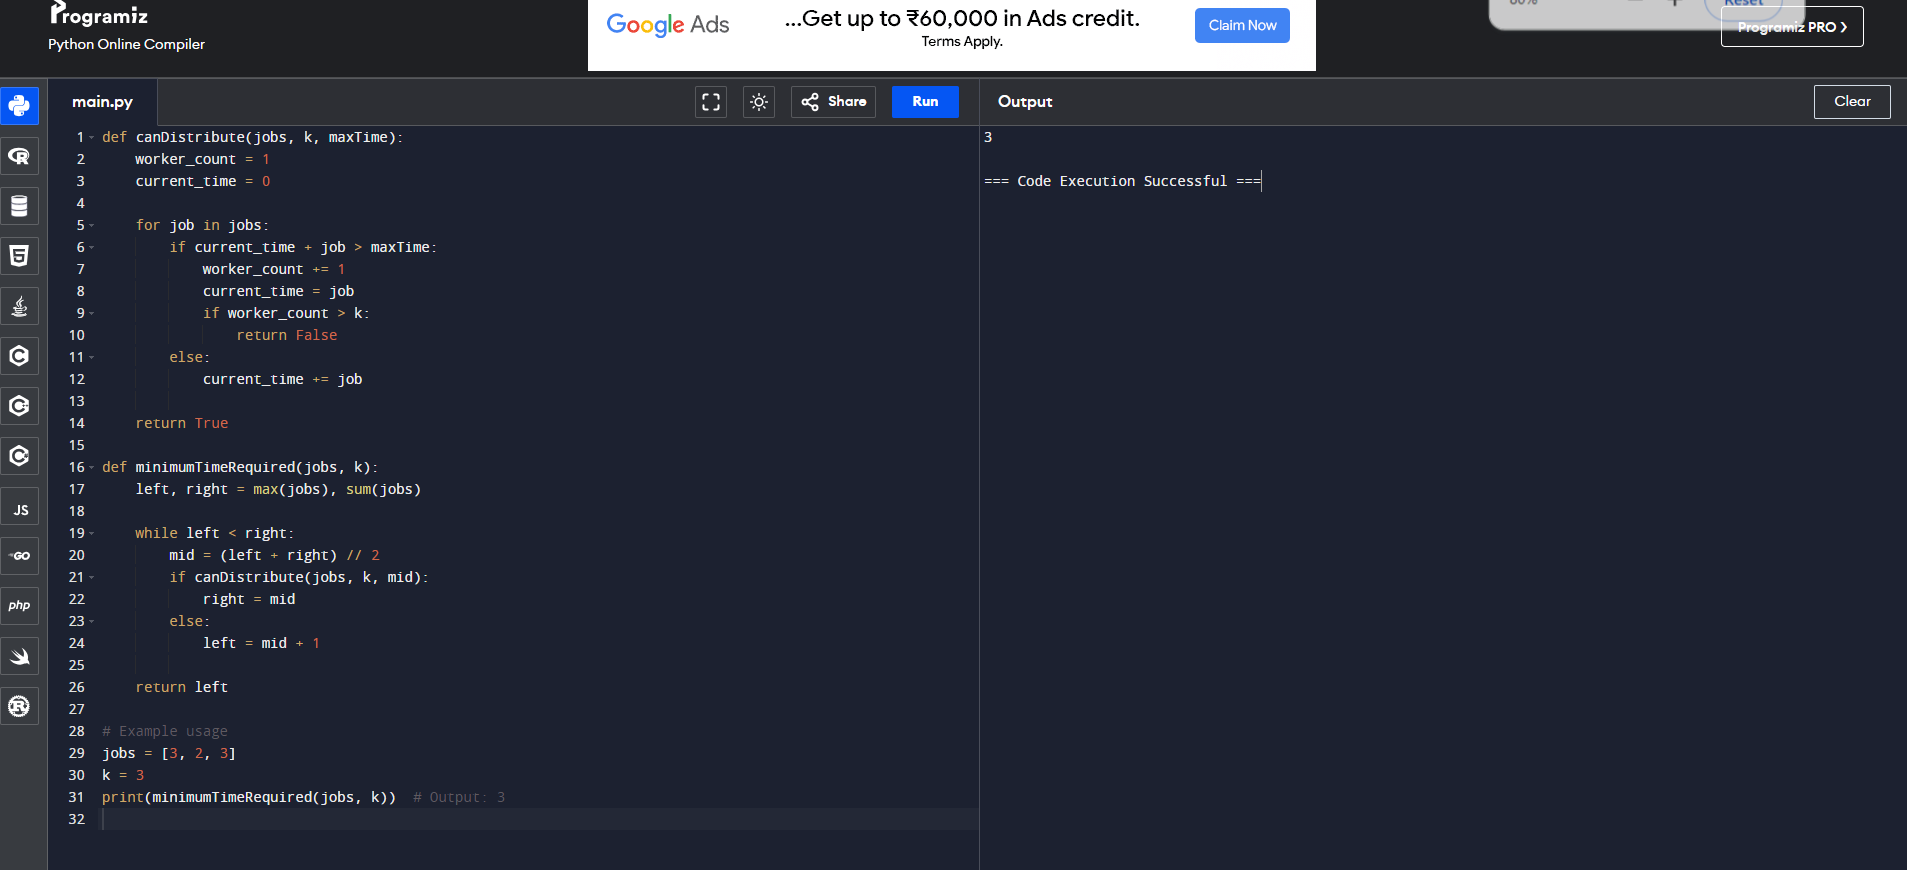 Programiz
Python Online Compiler
Google Ads
...Get up to ₹60,000 in Ads credit.
Terms Apply.
Claim Now
80%
Reset
Programiz PRO >
main.py
Share
Run
Output
Clear
1 def canDistribute(jobs, k, maxTime):
2     worker_count = 1
3     current_time = 0
4
5     for job in jobs:
6         if current_time + job > maxTime:
7             worker_count += 1
8             current_time = job
9             if worker_count > k:
10                 return False
11         else:
12             current_time += job
13
14     return True
15
16 def minimumTimeRequired(jobs, k):
17     left, right = max(jobs), sum(jobs)
18
19     while left < right:
20         mid = (left + right) // 2
21         if canDistribute(jobs, k, mid):
22             right = mid
23         else:
24             left = mid + 1
25
26     return left
27
28 # Example usage
29 jobs = [3, 2, 3]
30 k = 3
31 print(minimumTimeRequired(jobs, k))  # Output: 3
32
3
=== Code Execution Successful ===
R
5
C
C
C
JS
GO
php
R